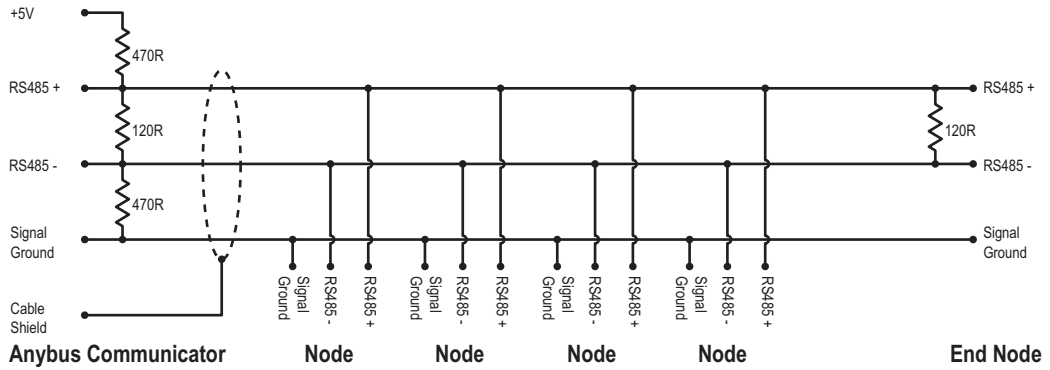 +5V
470R
RS485 +
RS485 +
120R
120R
RS485 -
RS485 -
470R
Signal
Ground
Signal
Ground
Signal
Ground
RS485 -
RS485 +
Signal
Ground
RS485 -
RS485 +
Signal
Ground
RS485 -
RS485 +
Signal
Ground
RS485 -
RS485 +
Cable
Shield
Anybus Communicator
Node
Node
Node
Node
End Node